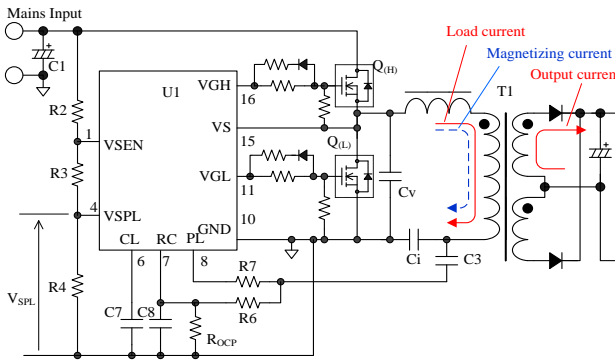 Mains Input
Load current
Magnetizing current
Output current
C1
U1
Q(H)
T1
R2
VGH
16
1
VSEN
VS
15
Q(L)
R3
VGL
11
Cv
4
VSPL
10
GND
CL
RC
PL
6
7
8
Ci
C3
R7
VSPL
R4
C7
C8
R6
ROCP